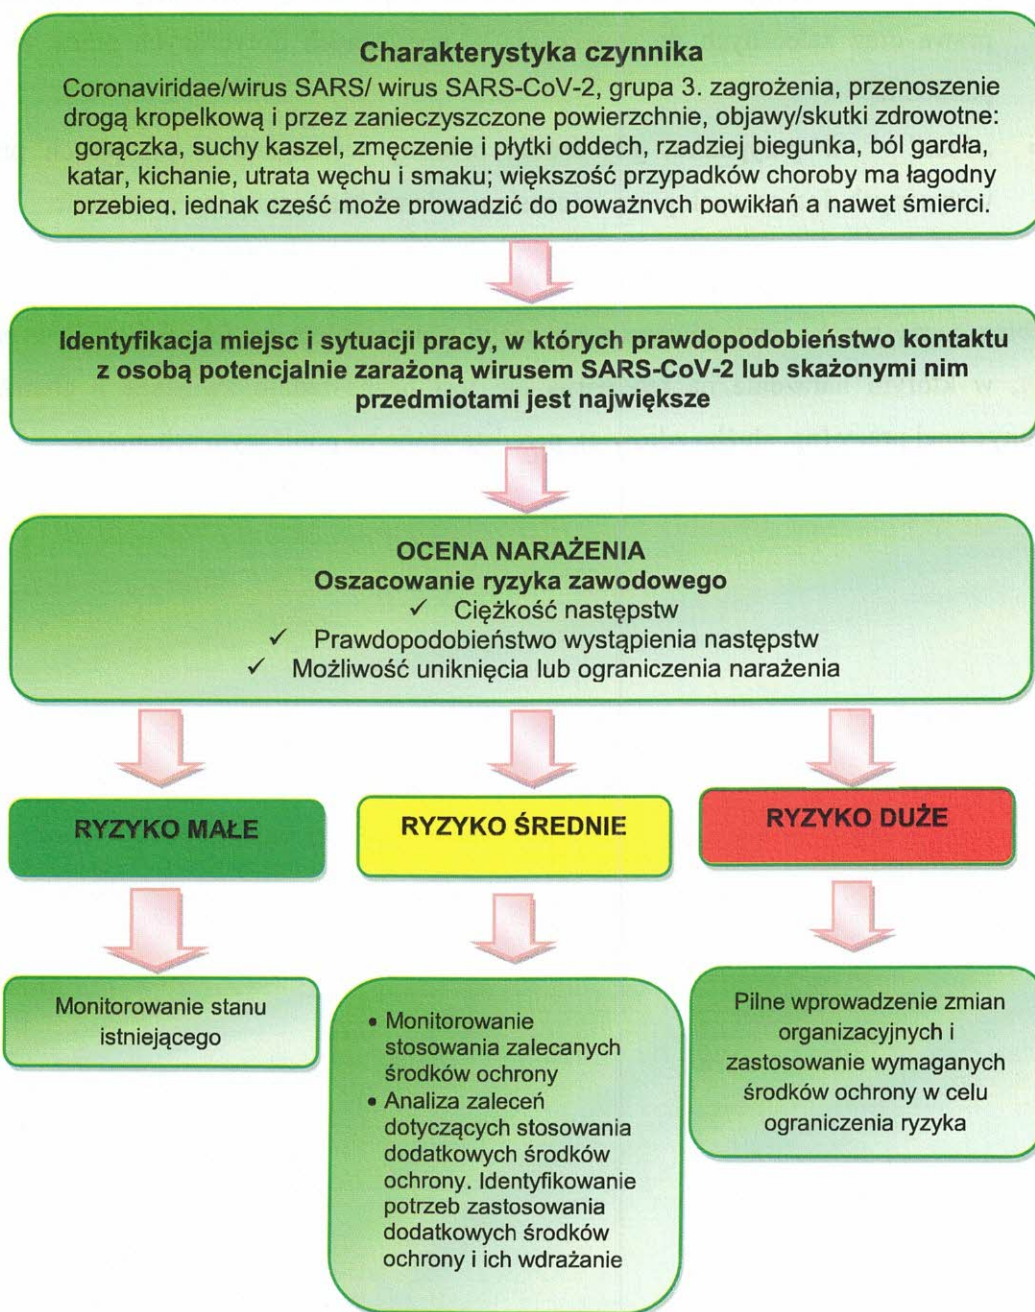 Charakterystyka czynnika
Coronaviridae/wirus SARS/ wirus SARS-CoV-2, grupa 3. zagrożenia, przenoszenie
drogą kropelkową i przez zanieczyszczone powierzchnie, objawy/skutki zdrowotne:
gorączka, suchy kaszel, zmęczenie i płytki oddech, rzadziej biegunka, ból gardła,
katar, kichanie, utrata węchu i smaku; większość przypadków choroby ma łagodny
przebieg, jednak część może prowadzić do poważnych powikłań a nawet śmierci.
Identyfikacja miejsc i sytuacji pracy, w których prawdopodobieństwo kontaktu
z osobą potencjalnie zarażoną wirusem SARS-CoV-2 lub skażonymi nim
przedmiotami jest największe
OCENA NARAŻENIA
Oszacowanie ryzyka zawodowego
✓ Ciężkość następstw
✓ Prawdopodobieństwo wystąpienia następstw
✓ Możliwość uniknięcia lub ograniczenia narażenia
RYZYKO MAŁE
RYZYKO ŚREDNIE
RYZYKO DUŻE
Monitorowanie stanu
istniejącego
• Monitorowanie
stosowania zalecanych
środków ochrony
• Analiza zaleceń
dotyczących stosowania
dodatkowych środków
ochrony. Identyfikowanie
potrzeb zastosowania
dodatkowych środków
ochrony i ich wdrażanie
Pilne wprowadzenie zmian
organizacyjnych i
zastosowanie wymaganych
środków ochrony w celu
ograniczenia ryzyka